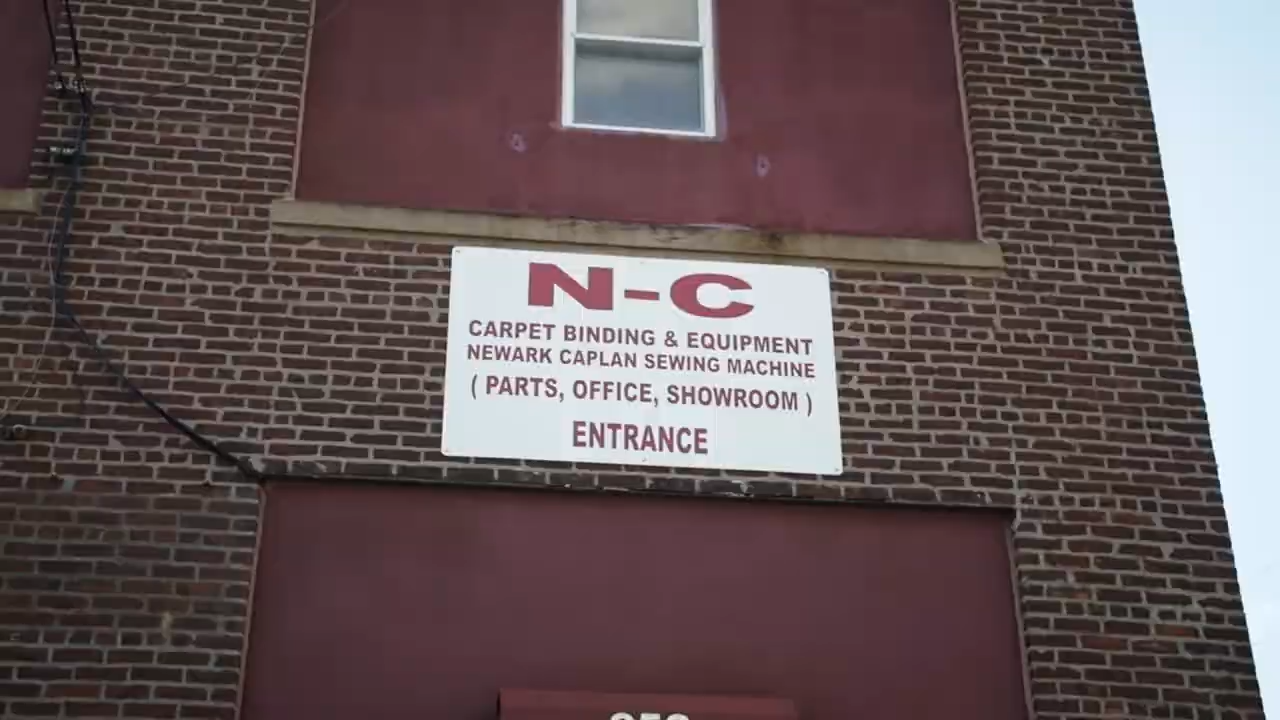 N-C
CARPET BINDING & EQUIPMENT
NEWARK CAPLAN SEWING MACHINE
( PARTS, OFFICE, SHOWROOM )
ENTRANCE